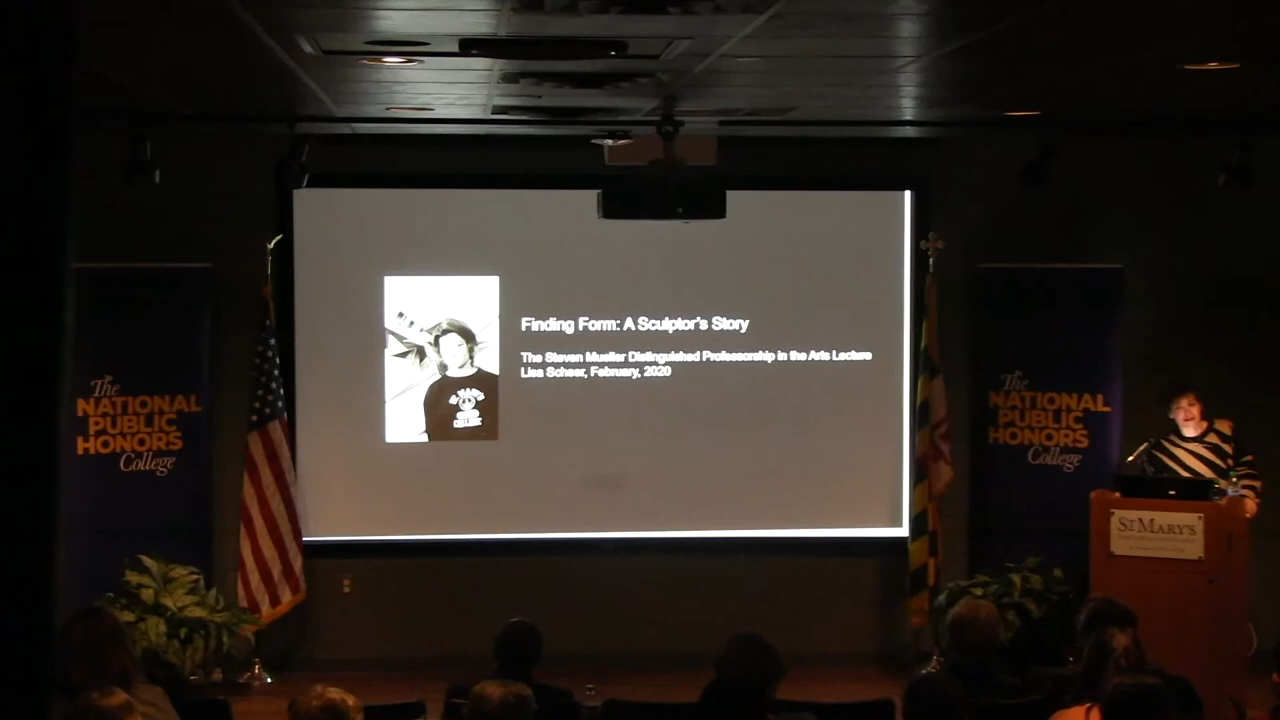 Finding Form: A Sculptor's Story
The Steven Mueller Distinguished Professorship in the Arts Lecture
Lisa Scheer, February, 2020
The
NATIONAL
PUBLIC
HONORS
College
The
NATIONAL
PUBLIC
HONORS
College
ST MARY'S